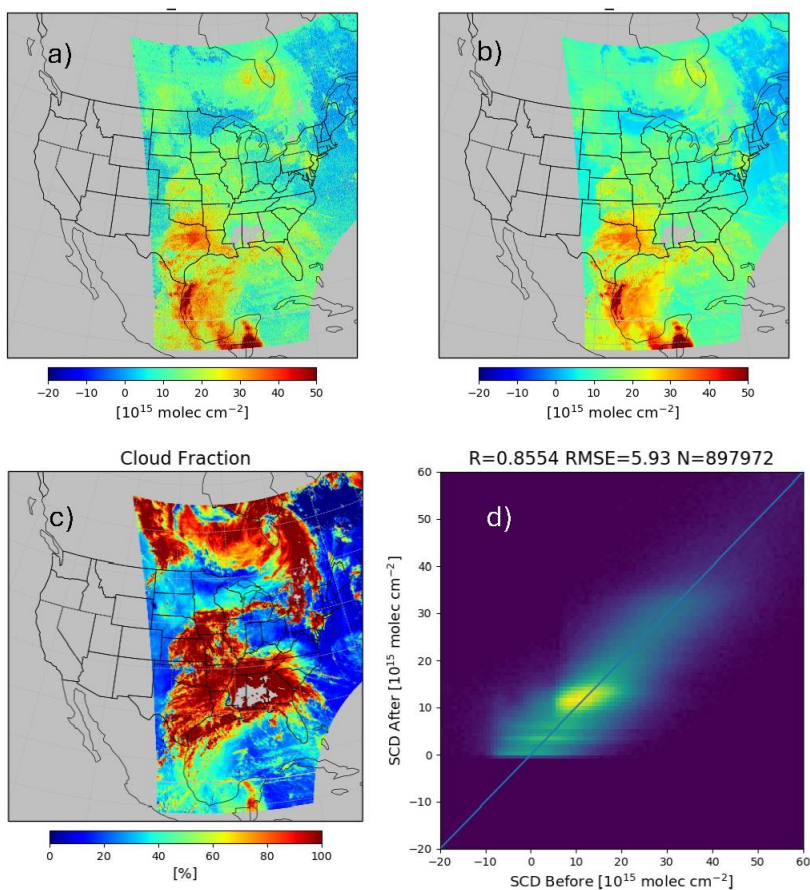 a)
b)
−20 −10 0 10 20 30 40 50
[10¹⁵ molec cm⁻²]
−20 −10 0 10 20 30 40 50
[10¹⁵ molec cm⁻²]
Cloud Fraction
c)
0 20 40 60 80 100
[%]
R=0.8554 RMSE=5.93 N=897972
d)
SCD After [10¹⁵ molec cm⁻²]
60
50
40
30
20
10
0
−10
−20
−20 −10 0 10 20 30 40 50 60
SCD Before [10¹⁵ molec cm⁻²]